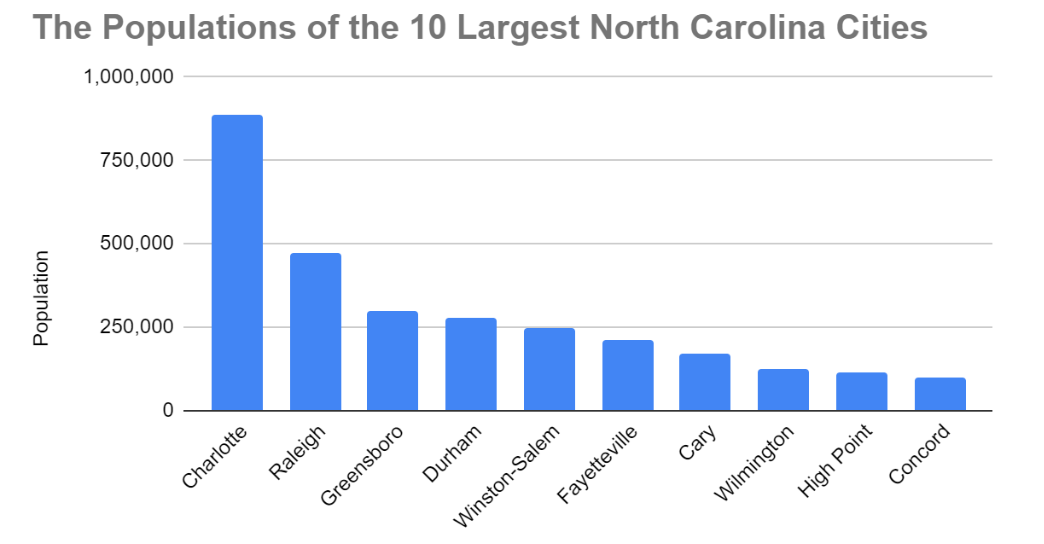 The Populations of the 10 Largest North Carolina Cities
1,000,000
750,000
500,000
250,000
0
Population
Charlotte
Raleigh
Greensboro
Durham
Winston-Salem
Fayetteville
Cary
Wilmington
High Point
Concord